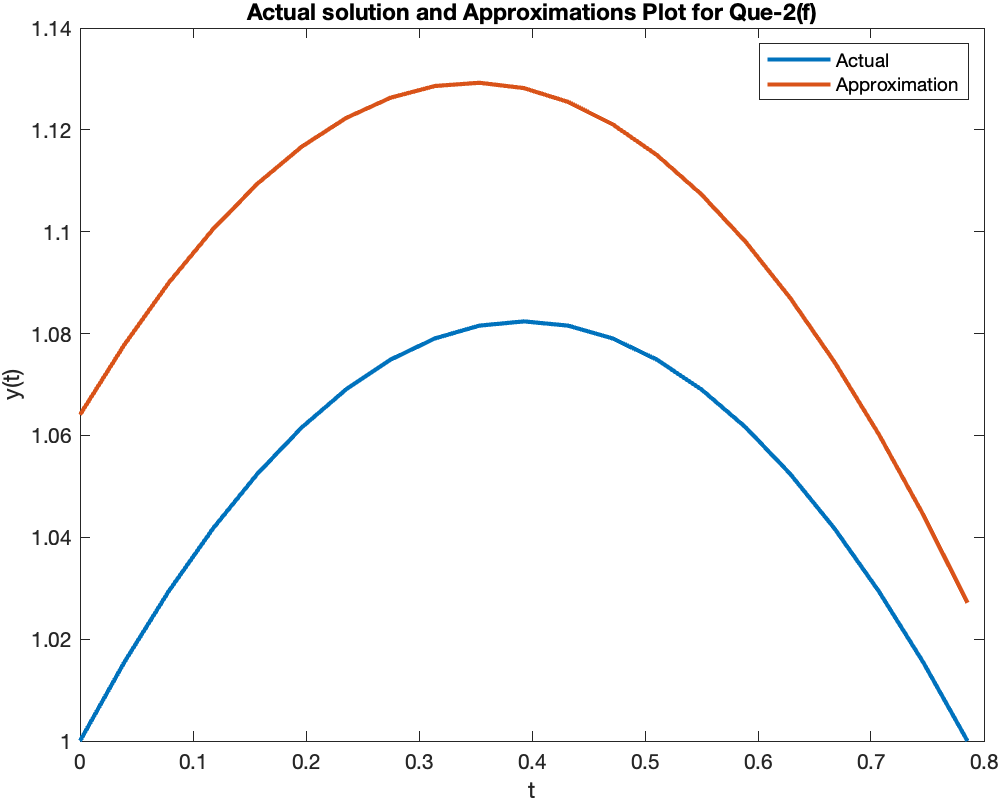 Actual solution and Approximations Plot for Que-2(f)
Actual
Approximation
1.14
1.12
1.1
1.08
1.06
1.04
1.02
1
y(t)
0 0.1 0.2 0.3 0.4 0.5 0.6 0.7 0.8
t